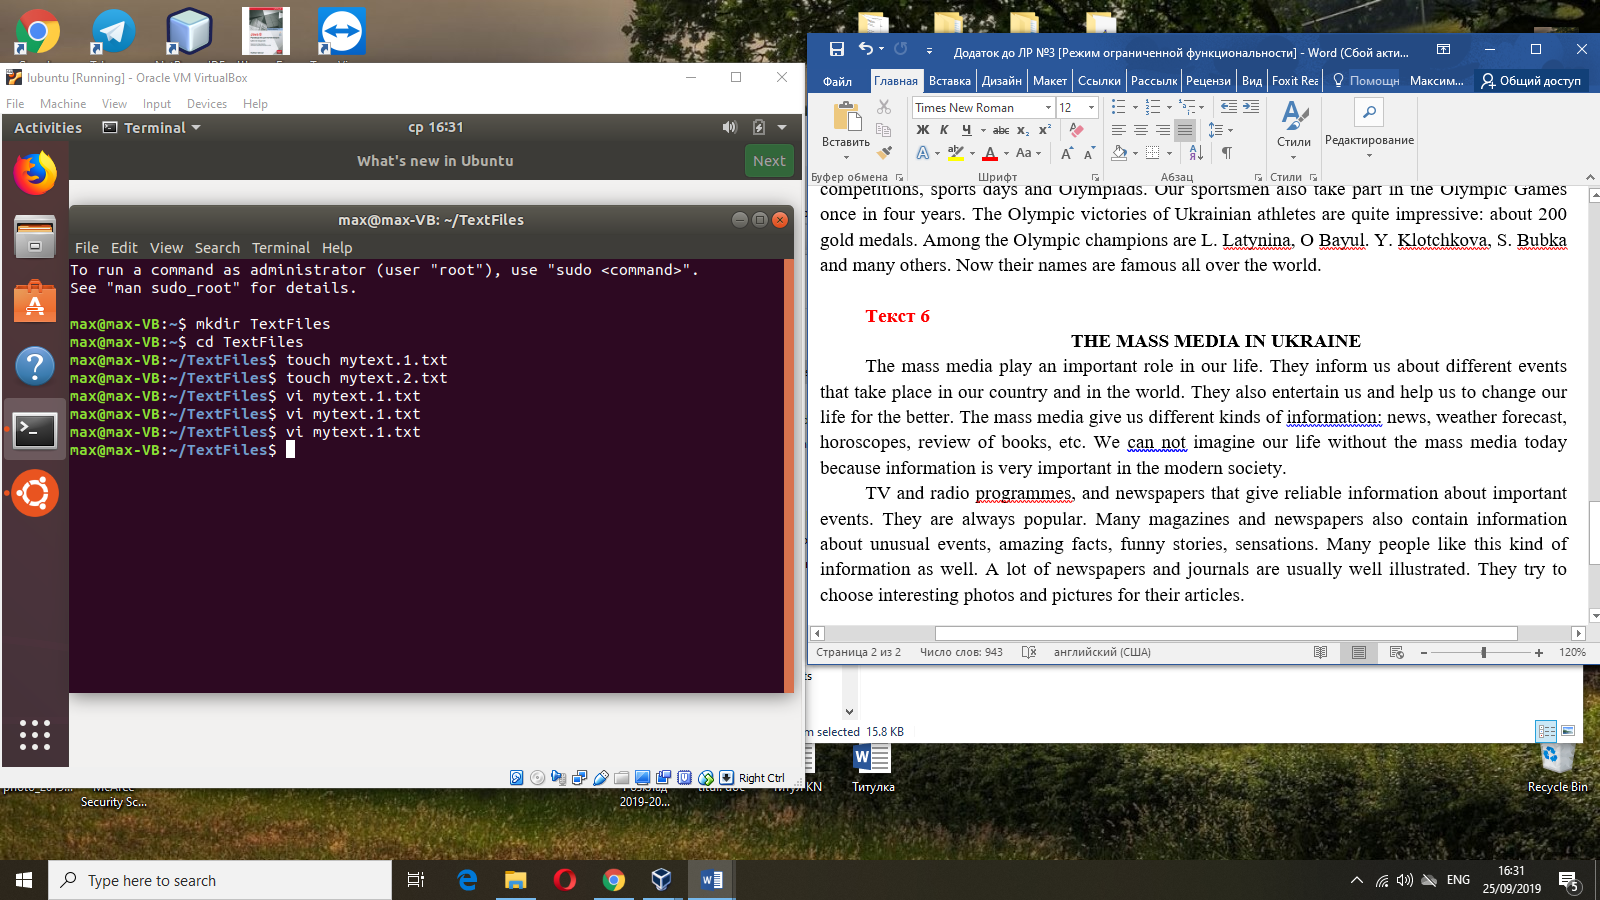 lubuntu [Running] - Oracle VM VirtualBox
File Machine View Input Devices Help
Activities Terminal ср 16:31
What's new in Ubuntu
Next
max@max-VB: ~/TextFiles
File Edit View Search Terminal Help
To run a command as administrator (user "root"), use "sudo <command>".
See "man sudo_root" for details.
max@max-VB:~$ mkdir TextFiles
max@max-VB:~$ cd TextFiles
max@max-VB:~/TextFiles$ touch mytext.1.txt
max@max-VB:~/TextFiles$ touch mytext.2.txt
max@max-VB:~/TextFiles$ vi mytext.1.txt
max@max-VB:~/TextFiles$ vi mytext.1.txt
max@max-VB:~/TextFiles$ vi mytext.1.txt
max@max-VB:~/TextFiles$
Right Ctrl
Додаток до ЛР №3 [Режим ограниченной функциональности] - Word (Сбой акти...
Файл Главная Вставка Дизайн Макет Ссылки Рассылк Рецензи Вид Foxit Rea Помощн Максим... Общий доступ
Times New Roman 12
Вставить
Ж К Ч abc x₂ x²
Aa
Стили
Редактирование
Буфер обмена Шрифт Абзац Стили
competitions, sports days and Olympiads. Our sportsmen also take part in the Olympic Games
once in four years. The Olympic victories of Ukrainian athletes are quite impressive: about 200
gold medals. Among the Olympic champions are L. Latynina, O Bayul. Y. Klotchkova, S. Bubka
and many others. Now their names are famous all over the world.
Текст 6
THE MASS MEDIA IN UKRAINE
The mass media play an important role in our life. They inform us about different events
that take place in our country and in the world. They also entertain us and help us to change our
life for the better. The mass media give us different kinds of information: news, weather forecast,
horoscopes, review of books, etc. We can not imagine our life without the mass media today
because information is very important in the modern society.
TV and radio programmes, and newspapers that give reliable information about important
events. They are always popular. Many magazines and newspapers also contain information
about unusual events, amazing facts, funny stories, sensations. Many people like this kind of
information as well. A lot of newspapers and journals are usually well illustrated. They try to
choose interesting photos and pictures for their articles.
Страница 2 из 2 Число слов: 943 английский (США) 120%
selected 15.8 KB
Security Sc...
2019-20...
Титулка
Recycle Bin
Type here to search
ENG
16:31
25/09/2019
5